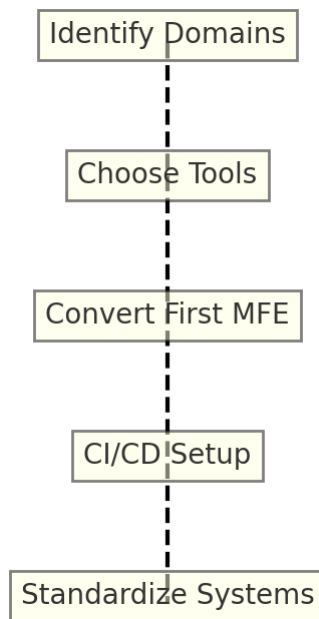 Identify Domains
Choose Tools
Convert First MFE
CI/CD Setup
Standardize Systems